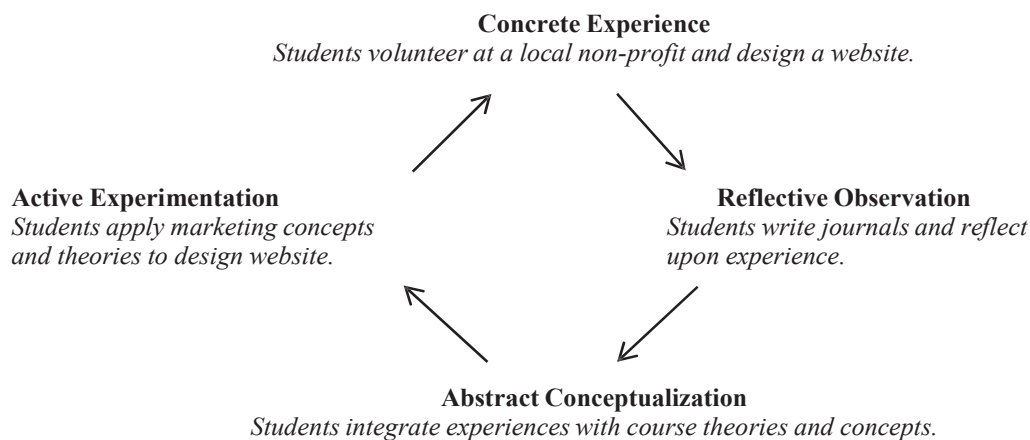 Concrete Experience
Students volunteer at a local non-profit and design a website.
Active Experimentation
Students apply marketing concepts
and theories to design website.
Reflective Observation
Students write journals and reflect
upon experience.
Abstract Conceptualization
Students integrate experiences with course theories and concepts.